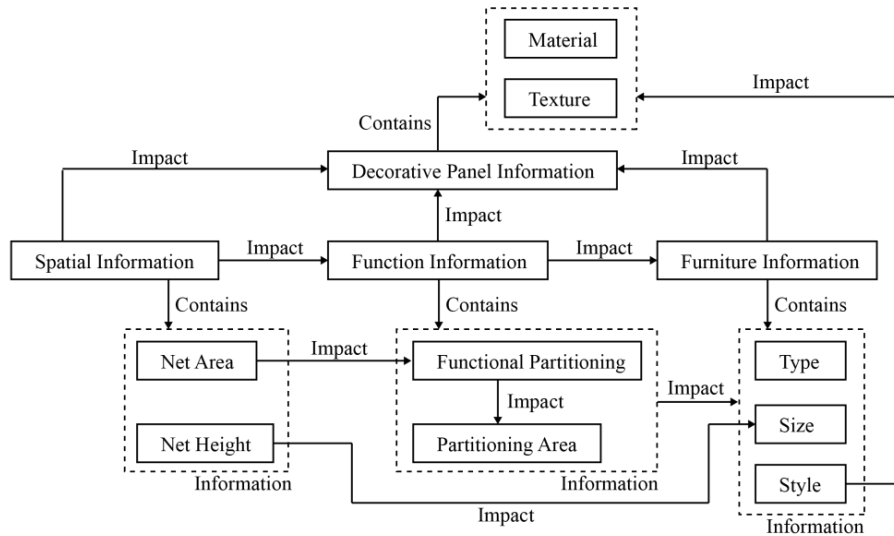 Material
Impact
Texture
Contains
Impact
Impact
Decorative Panel Information
Impact
Spatial Information
Impact
Function Information
Impact
Furniture Information
Contains
Contains
Contains
Net Area
Impact
Functional Partitioning
Type
Impact
Impact
Net Height
Partitioning Area
Size
Information
Information
Style
Impact
Information